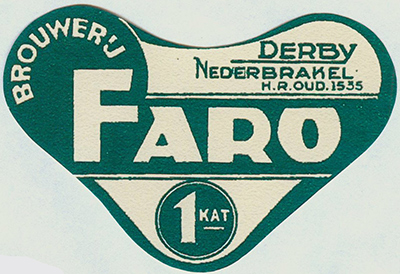 BROUWERIJ
DERBY
NEDERBRAKEL
H.R.OUD.1535
FARO
1 KAT